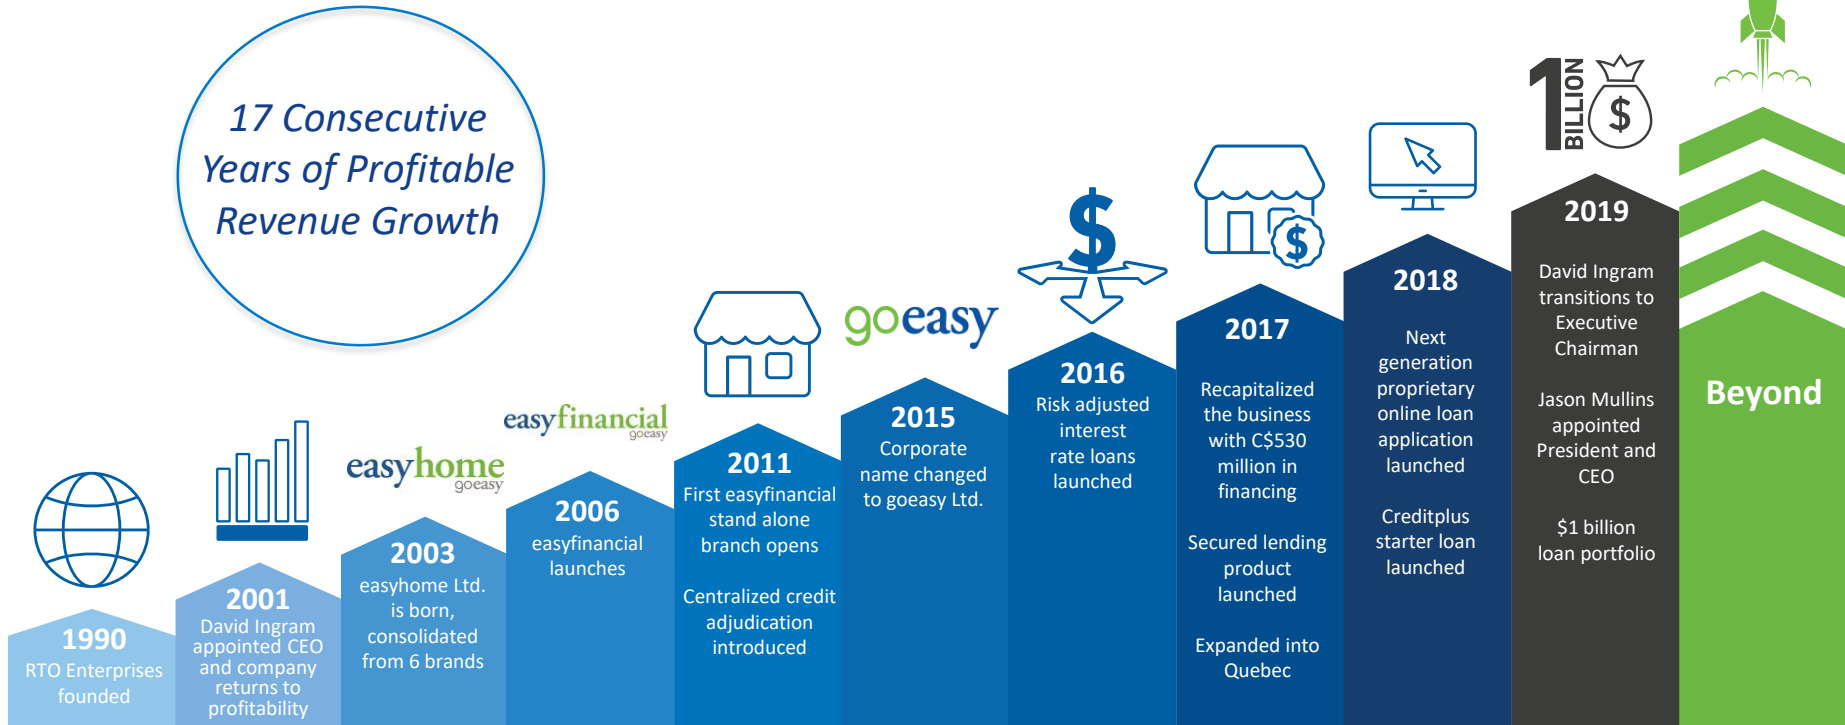 17 Consecutive
Years of Profitable
Revenue Growth
1990
RTO Enterprises
founded
2001
David Ingram
appointed CEO
and company
returns to
profitability
easyhome
goeasy
2003
easyhome Ltd.
is born,
consolidated
from 6 brands
easyfinancial
goeasy
2006
easyfinancial
launches
2011
First easyfinancial
stand alone
branch opens
Centralized credit
adjudication
introduced
goeasy
2015
Corporate
name changed
to goeasy Ltd.
$
2016
Risk adjusted
interest
rate loans
launched
$
2017
Recapitalized
the business
with C$530
million in
financing
Secured lending
product
launched
Expanded into
Quebec
2018
Next
generation
proprietary
online loan
application
launched
Creditplus
starter loan
launched
1 BILLION $
2019
David Ingram
transitions to
Executive
Chairman
Jason Mullins
appointed
President and
CEO
$1 billion
loan portfolio
Beyond